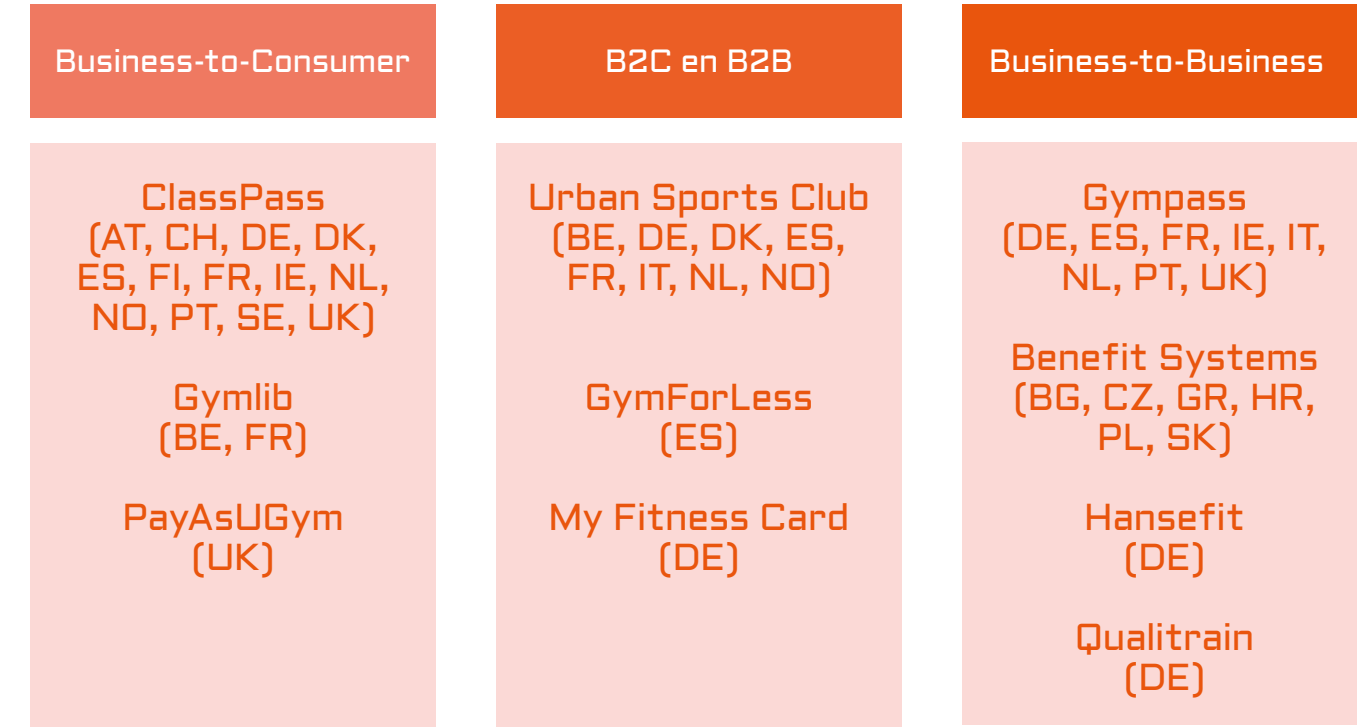 Business-to-Consumer
ClassPass
(AT, CH, DE, DK,
ES, FI, FR, IE, NL,
NO, PT, SE, UK)
Gymlib
(BE, FR)
PayAsUGym
(UK)
B2C en B2B
Urban Sports Club
(BE, DE, DK, ES,
FR, IT, NL, NO)
GymForLess
(ES)
My Fitness Card
(DE)
Business-to-Business
Gympass
(DE, ES, FR, IE, IT,
NL, PT, UK)
Benefit Systems
(BG, CZ, GR, HR,
PL, SK)
Hansefit
(DE)
Qualitrain
(DE)